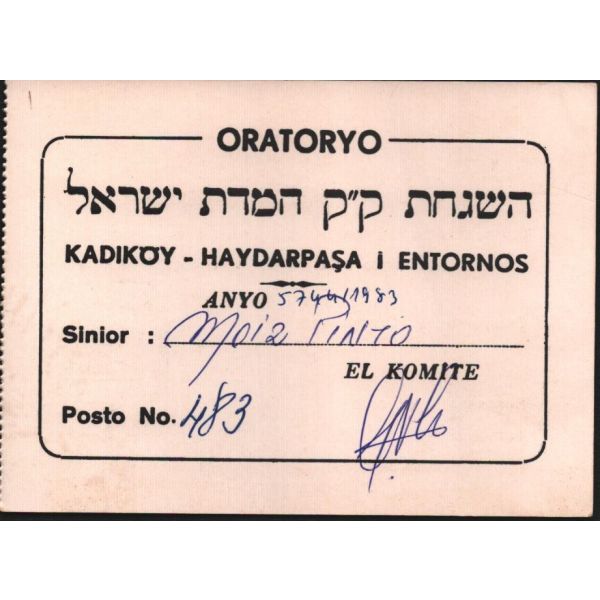 ORATORYO
השגחת ק״ק המדת ישראל
KADIKÖY - HAYDARPAŞA i ENTORNOS
ANYO 5744/1983
Sinior : Moiz PINTO
EL KOMITE
Posto No. 483